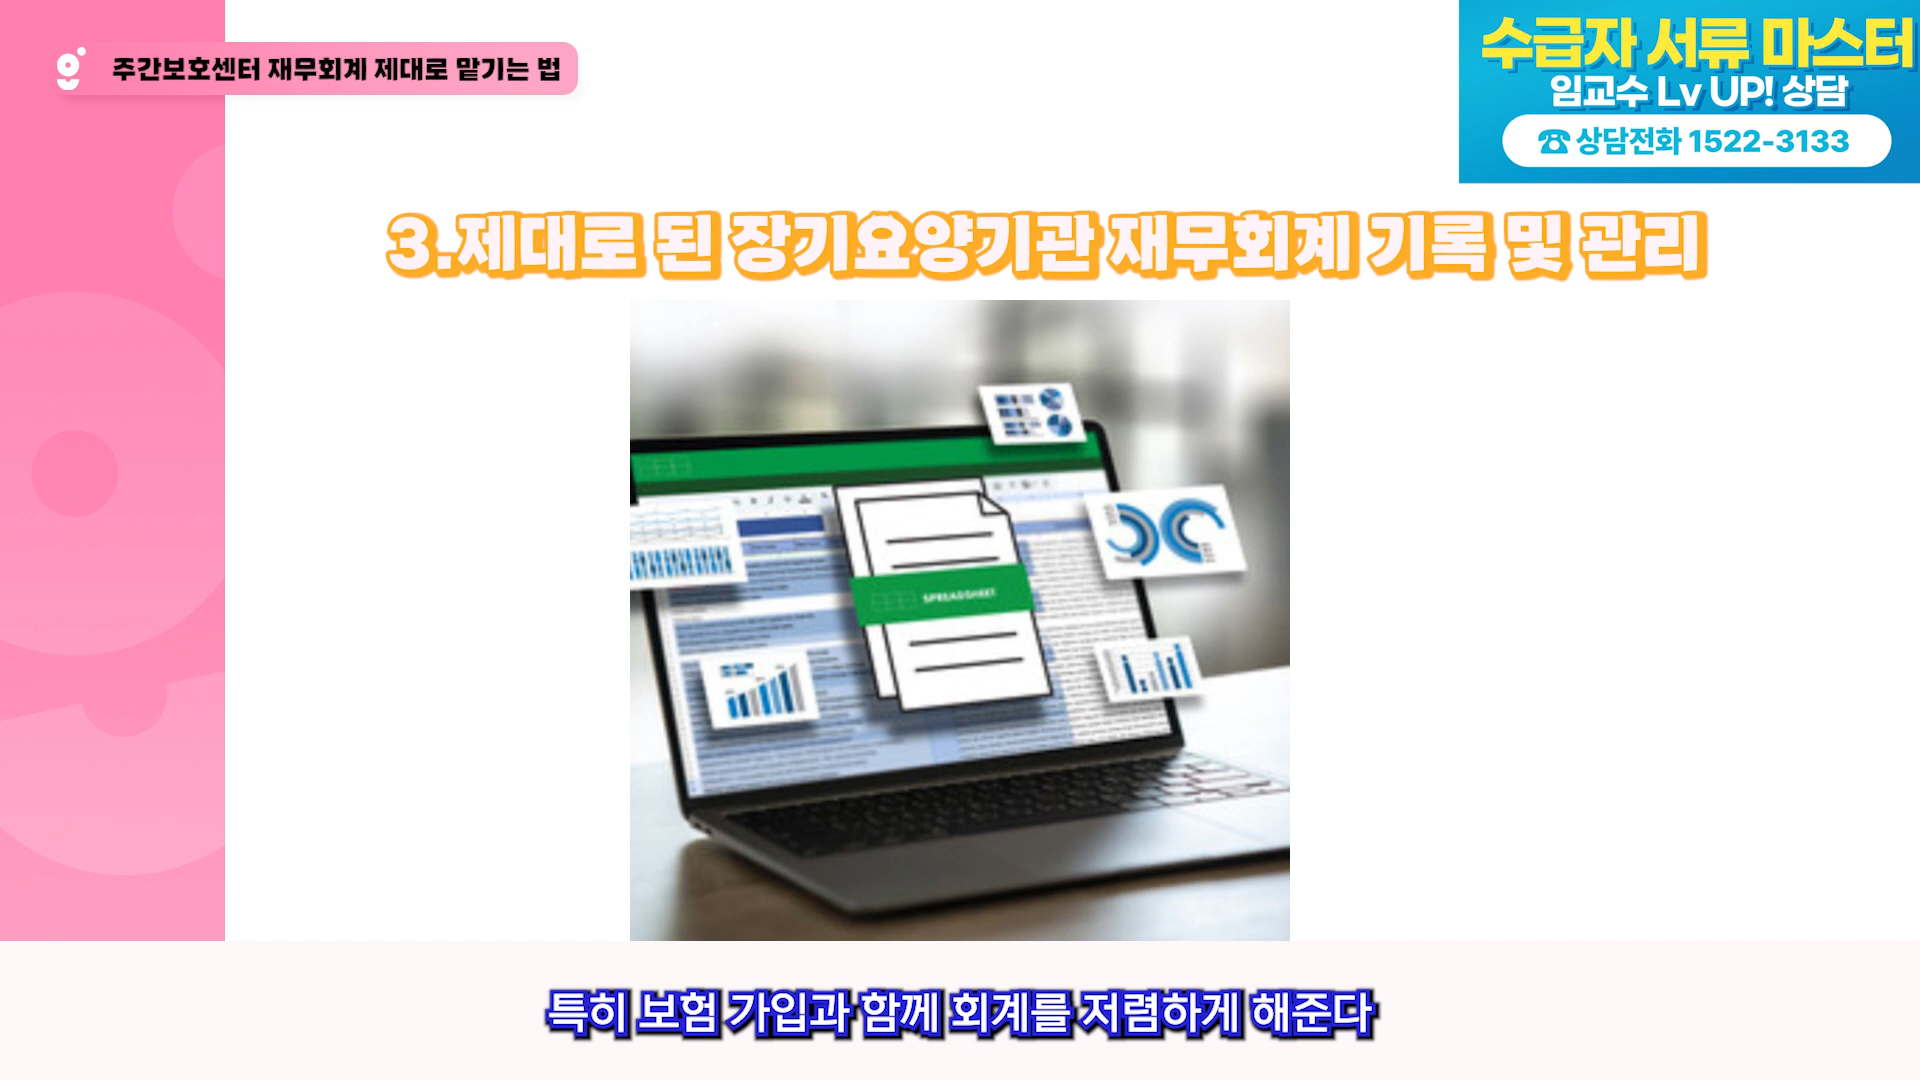 주간보호센터 재무회계 제대로 맡기는 법
수급자 서류 마스터
임교수 Lv UP! 상담
☎ 상담전화 1522-3133
3.제대로 된 장기요양기관 재무회계 기록 및 관리
SPREADSHEET
특히 보험 가입과 함께 회계를 저렴하게 해준다